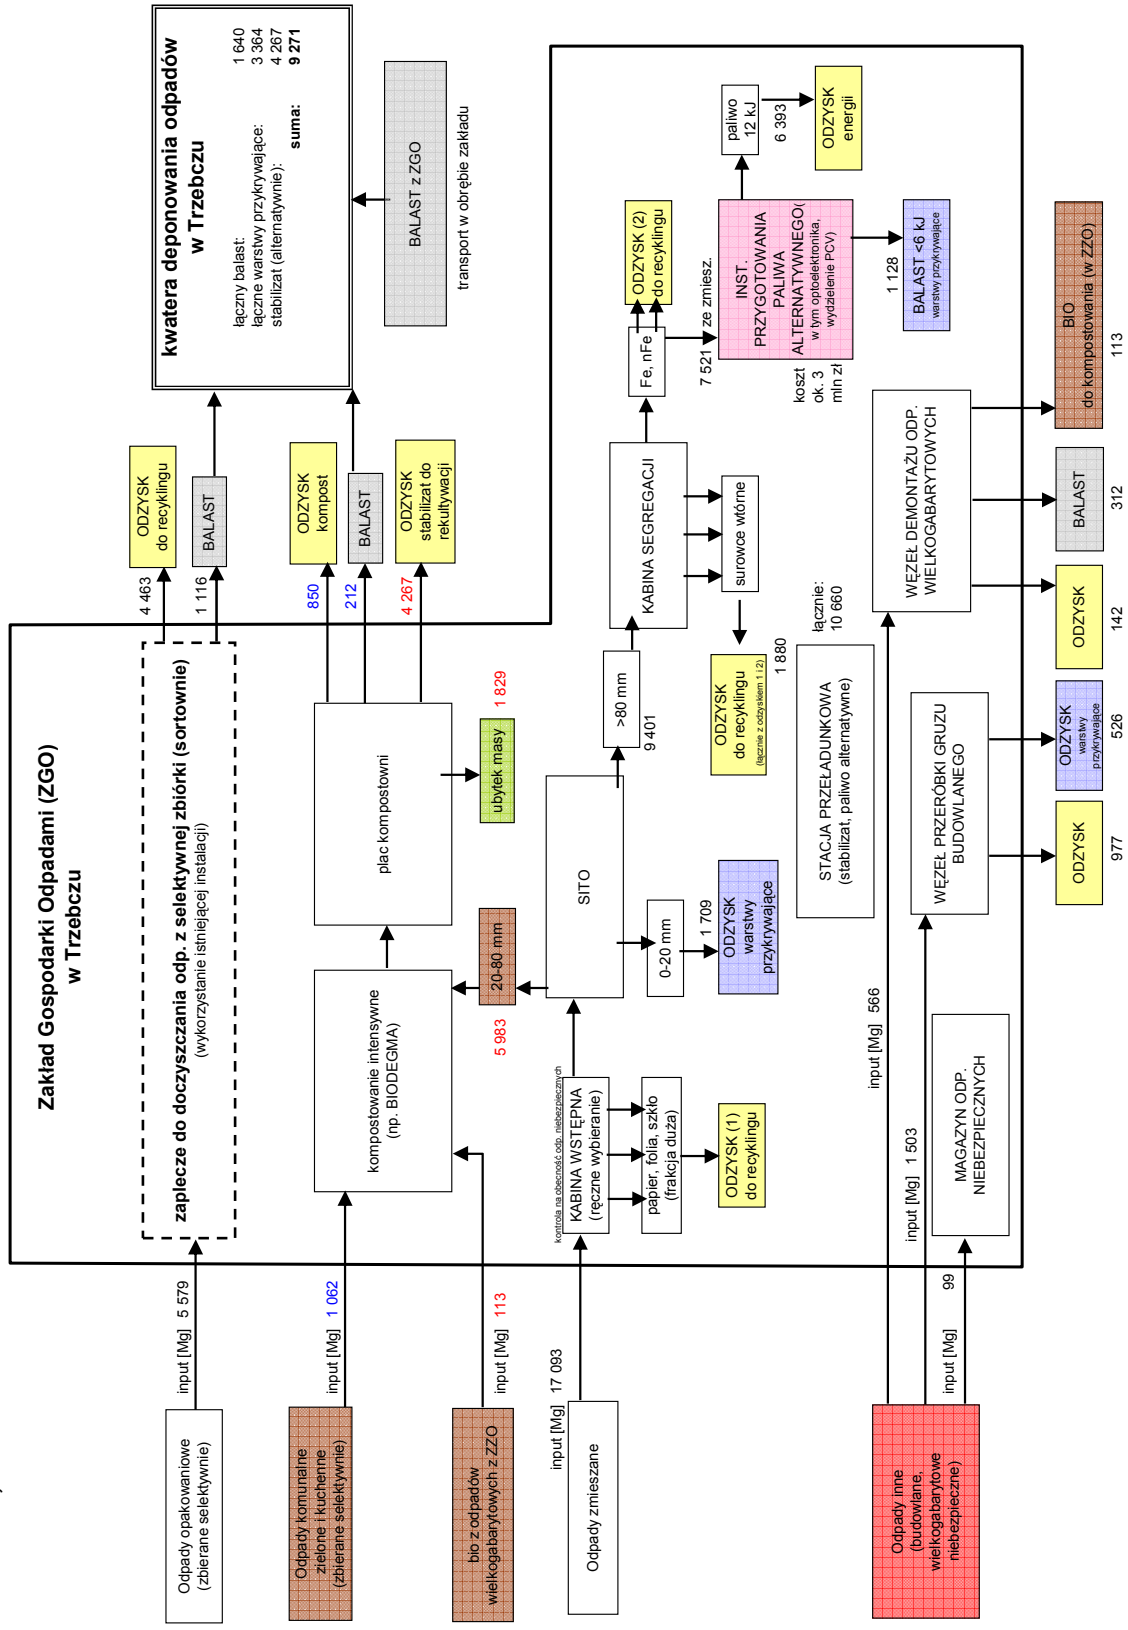 Zakład Gospodarki Odpadami (ZGO)
w Trzebczu
Odpady opakowaniowe
(zbierane selektywnie)
input [Mg] 5 579
zaplecze do doczyszczania odp. z selektywnej zbiórki (sortownie)
(wykorzystanie istniejącej instalacji)
4 463
ODZYSK
do recyklingu
1 116
BALAST
kwatera deponowania odpadów
w Trzebczu
łączny balast: 1 640
łączne warstwy przykrywające: 3 364
stabilizat (alternatywnie): 4 267
suma: 9 271
BALAST z ZGO
transport w obrębie zakładu
Odpady komunalne
zielone i kuchenne
(zbierane selektywnie)
input [Mg] 1 062
kompostowanie intensywne
(np. BIODEGMA)
plac kompostowni
850
ODZYSK
kompost
212
BALAST
4 267
ODZYSK
stabilizat do
rekultywacji
bio z odpadów
wielkogabarytowych z ZZO
input [Mg] 113
5 983
20-80 mm
ubytek masy
1 829
Odpady zmieszane
input [Mg] 17 093
kontrola na obecność odp. niebezpiecznych
KABINA WSTĘPNA
(ręczne wybieranie)
papier, folia, szkło
(frakcja duża)
ODZYSK (1)
do recyklingu
SITO
0-20 mm
1 709
ODZYSK
warstwy
przykrywające
>80 mm
9 401
KABINA SEGREGACJI
surowce wtórne
ODZYSK
do recyklingu
(łącznie z odzyskiem 1 i 2)
1 880
Fe, nFe
ODZYSK (2)
do recyklingu
7 521 ze zmiesz.
INST.
PRZYGOTOWANIA
PALIWA
ALTERNATYWNEGO(
w tym optoelektronika,
wydzielenie PCV)
koszt
ok. 3
mln zł
paliwo
12 kJ
6 393
ODZYSK
energii
1 128
BALAST <6 kJ
warstwy przykrywające
STACJA PRZEŁADUNKOWA
(stabilizat, paliwo alternatywne)
łącznie:
10 660
Odpady inne
(budowlane,
wielkogabarytowe
niebezpieczne)
input [Mg] 566
input [Mg] 1 503
input [Mg] 99
MAGAZYN ODP.
NIEBEZPIECZNYCH
WĘZEŁ PRZERÓBKI GRUZU
BUDOWLANEGO
WĘZEŁ DEMONTAŻU ODP.
WIELKOGABARYTOWYCH
ODZYSK
977
ODZYSK
warstwy
przykrywające
526
ODZYSK
142
BALAST
312
BIO
do kompostowania (w ZZO)
113